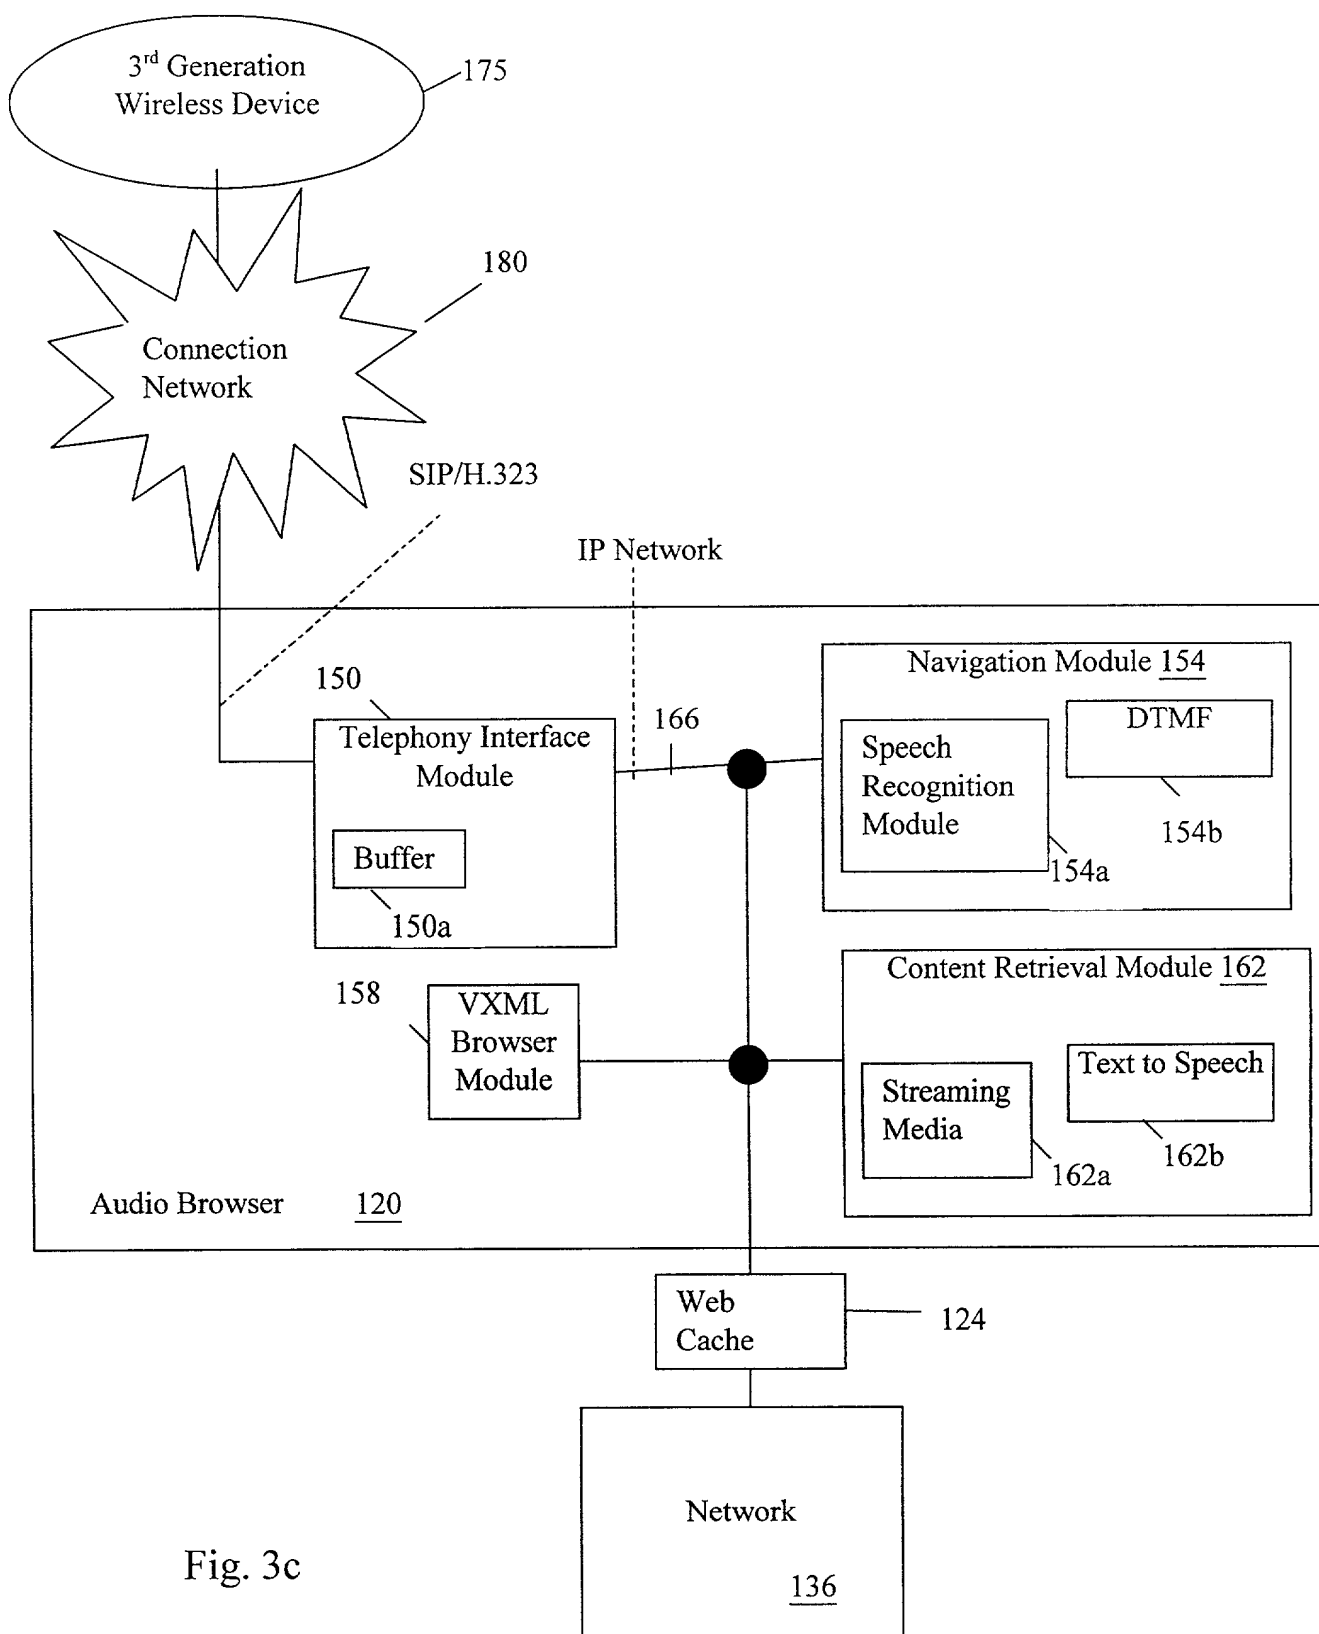 3rd Generation
Wireless Device
175
180
Connection
Network
SIP/H.323
IP Network
150
Telephony Interface
Module
Buffer
150a
166
Navigation Module 154
Speech
Recognition
Module
154a
DTMF
154b
158
VXML
Browser
Module
Content Retrieval Module 162
Streaming
Media
162a
Text to Speech
162b
Audio Browser 120
Web
Cache
124
Network
136
Fig. 3c